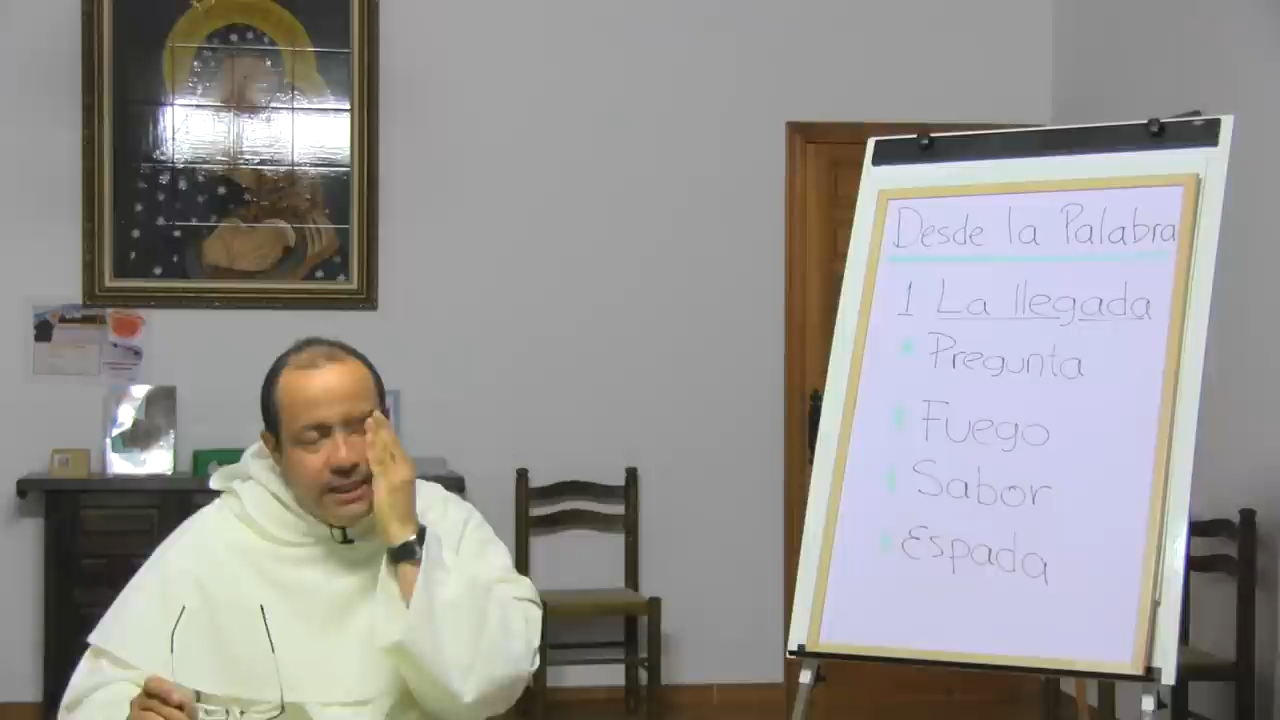 Desde la Palabra
1 La llegada
Pregunta
Fuego
Sabor
Espada